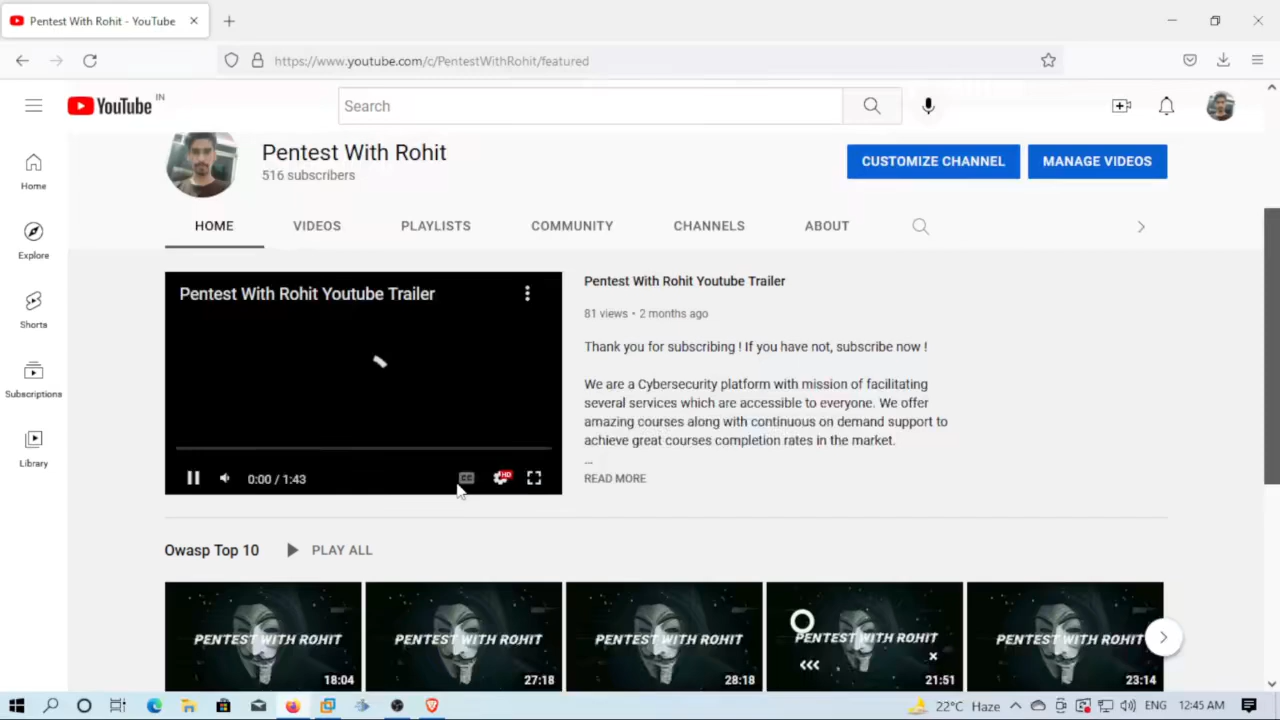 Pentest With Rohit - YouTube
https://www.youtube.com/c/PentestWithRohit/featured
YouTube IN
Search
Pentest With Rohit
516 subscribers
CUSTOMIZE CHANNEL
MANAGE VIDEOS
HOME
VIDEOS
PLAYLISTS
COMMUNITY
CHANNELS
ABOUT
Home
Explore
Shorts
Subscriptions
Library
Pentest With Rohit Youtube Trailer
CC
HD
0:00 / 1:43
Pentest With Rohit Youtube Trailer
81 views • 2 months ago
Thank you for subscribing ! If you have not, subscribe now !
We are a Cybersecurity platform with mission of facilitating
several services which are accessible to everyone. We offer
amazing courses along with continuous on demand support to
achieve great courses completion rates in the market.
...
READ MORE
Owasp Top 10
PLAY ALL
PENTEST WITH ROHIT
18:04
PENTEST WITH ROHIT
27:18
PENTEST WITH ROHIT
28:18
PENTEST WITH ROHIT
21:51
PENTEST WITH ROHIT
23:14
22°C Haze
ENG
12:45 AM